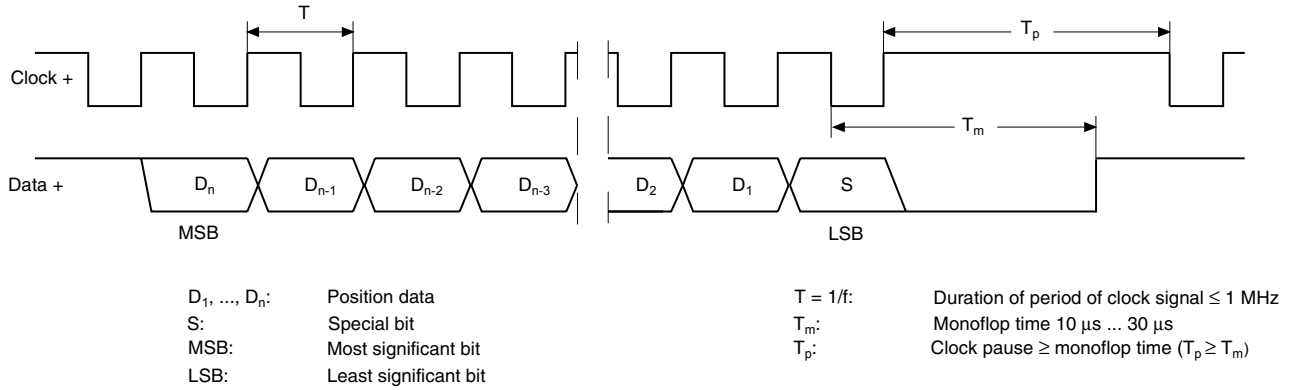 T
Tp
Clock +
Tm
Data +
Dn
Dn-1
Dn-2
Dn-3
D2
D1
S
MSB
LSB
D1, ..., Dn: Position data
S: Special bit
MSB: Most significant bit
LSB: Least significant bit
T = 1/f: Duration of period of clock signal ≤ 1 MHz
Tm: Monoflop time 10 μs ... 30 μs
Tp: Clock pause ≥ monoflop time (Tp ≥ Tm)